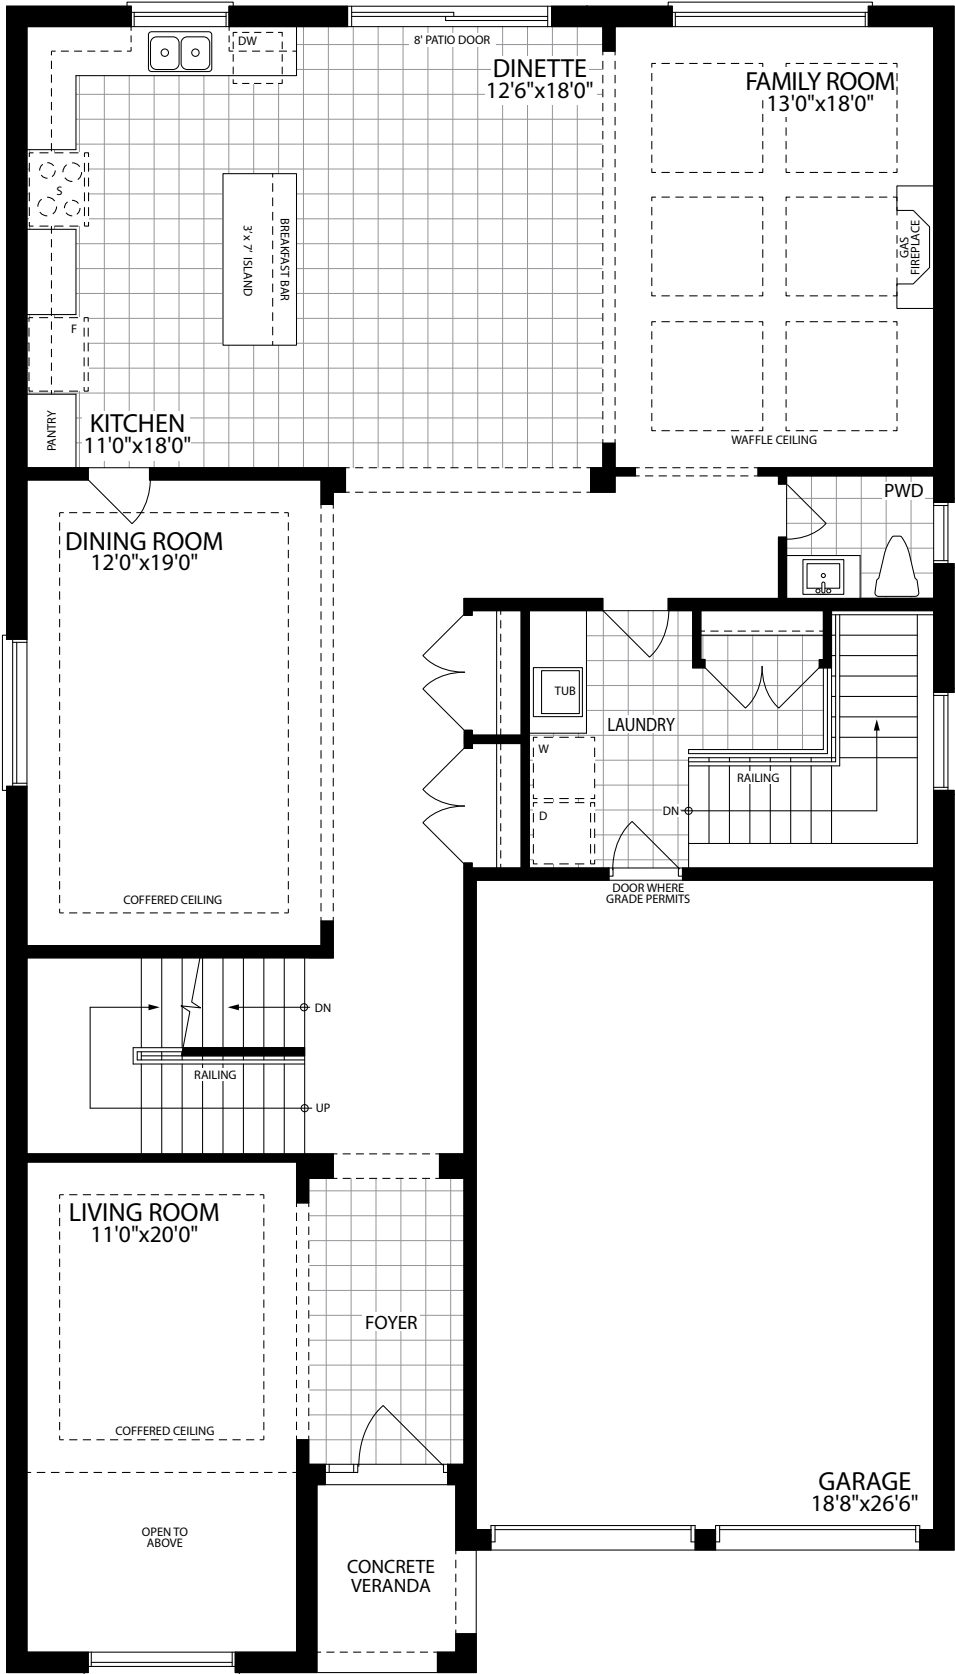 DW
8' PATIO DOOR
DINETTE
12'6"x18'0"
FAMILY ROOM
13'0"x18'0"
S
3' x 7' ISLAND
BREAKFAST BAR
GAS
FIREPLACE
F
PANTRY
KITCHEN
11'0"x18'0"
WAFFLE CEILING
PWD
DINING ROOM
12'0"x19'0"
TUB
LAUNDRY
W
RAILING
D
DN
DOOR WHERE
GRADE PERMITS
COFFERED CEILING
DN
RAILING
UP
LIVING ROOM
11'0"x20'0"
FOYER
COFFERED CEILING
GARAGE
18'8"x26'6"
OPEN TO
ABOVE
CONCRETE
VERANDA